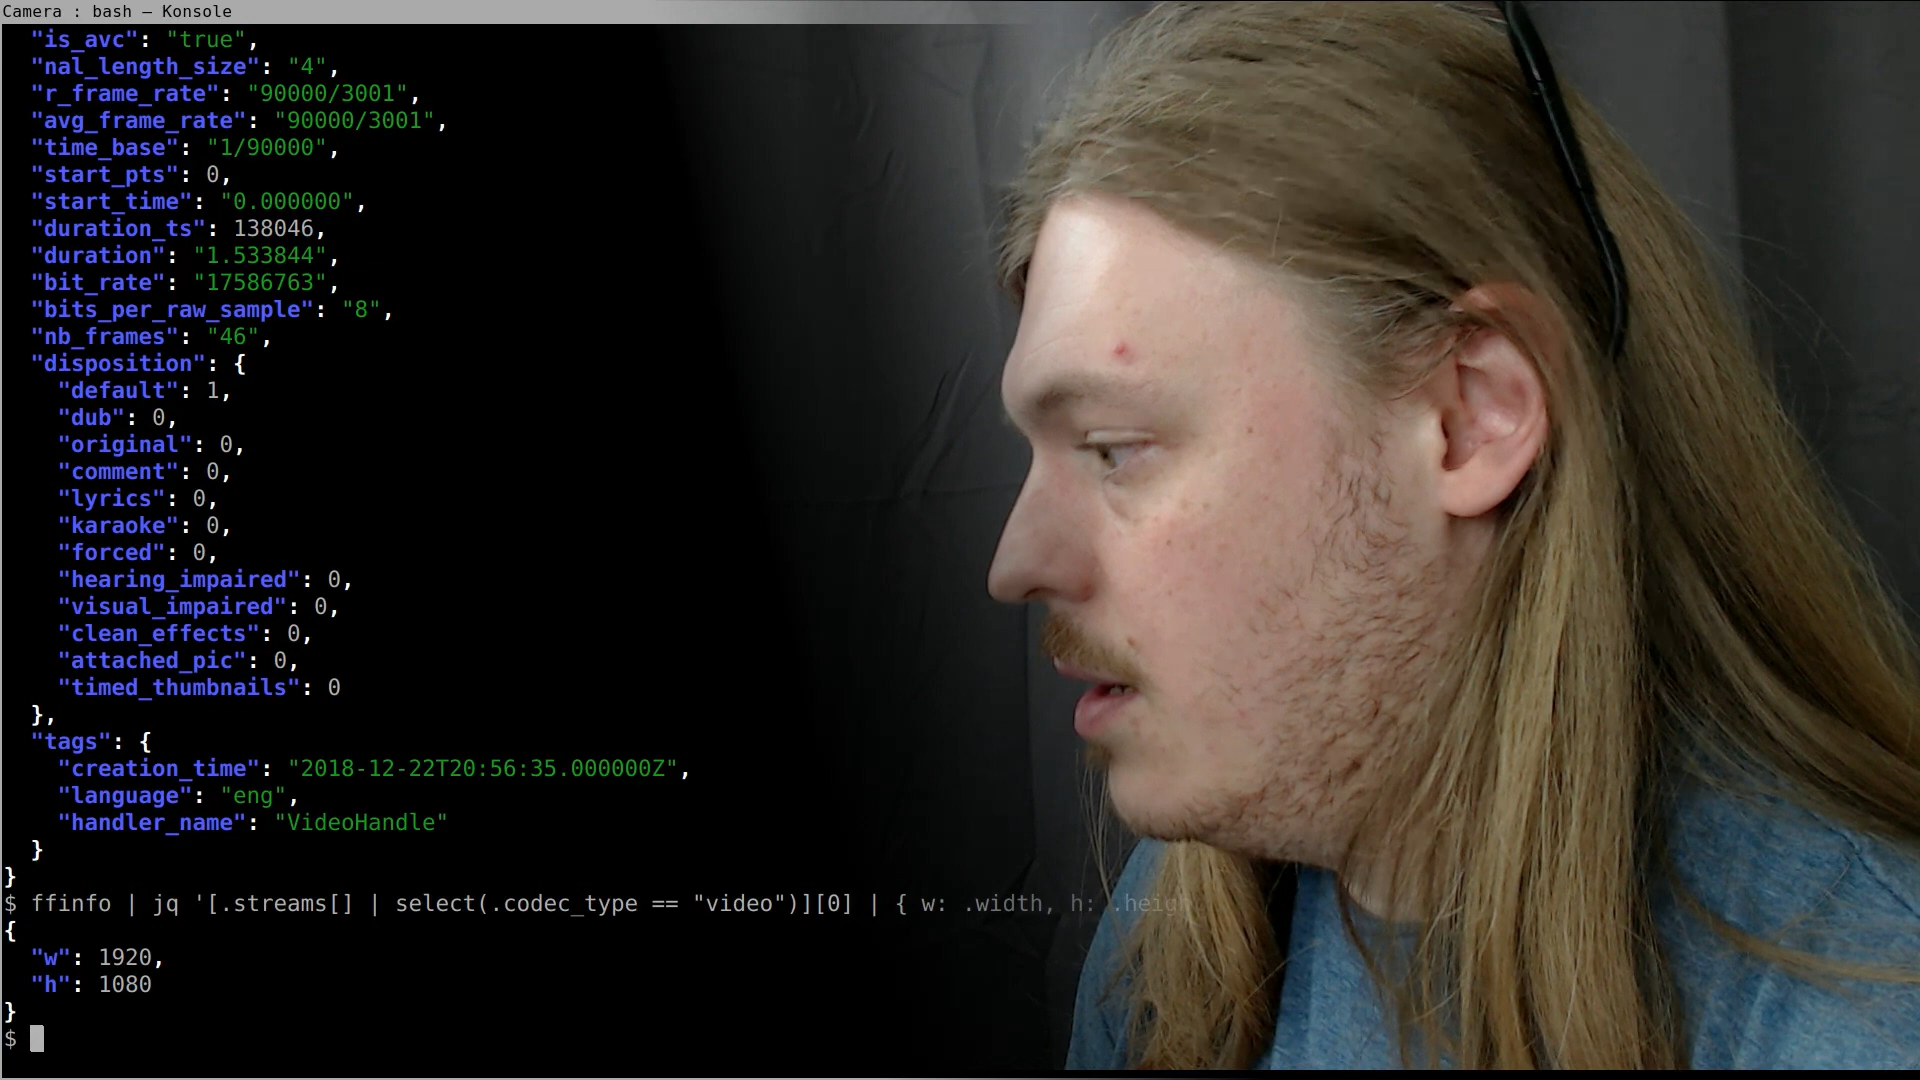 Camera : bash — Konsole
"is_avc": "true",
"nal_length_size": "4",
"r_frame_rate": "90000/3001",
"avg_frame_rate": "90000/3001",
"time_base": "1/90000",
"start_pts": 0,
"start_time": "0.000000",
"duration_ts": 138046,
"duration": "1.533844",
"bit_rate": "17586763",
"bits_per_raw_sample": "8",
"nb_frames": "46",
"disposition": {
"default": 1,
"dub": 0,
"original": 0,
"comment": 0,
"lyrics": 0,
"karaoke": 0,
"forced": 0,
"hearing_impaired": 0,
"visual_impaired": 0,
"clean_effects": 0,
"attached_pic": 0,
"timed_thumbnails": 0
},
"tags": {
"creation_time": "2018-12-22T20:56:35.000000Z",
"language": "eng",
"handler_name": "VideoHandle"
}
}
$ ffinfo | jq '[.streams[] | select(.codec_type == "video")][0] | { w: .width, h: .heigh
{
"w": 1920,
"h": 1080
}
$